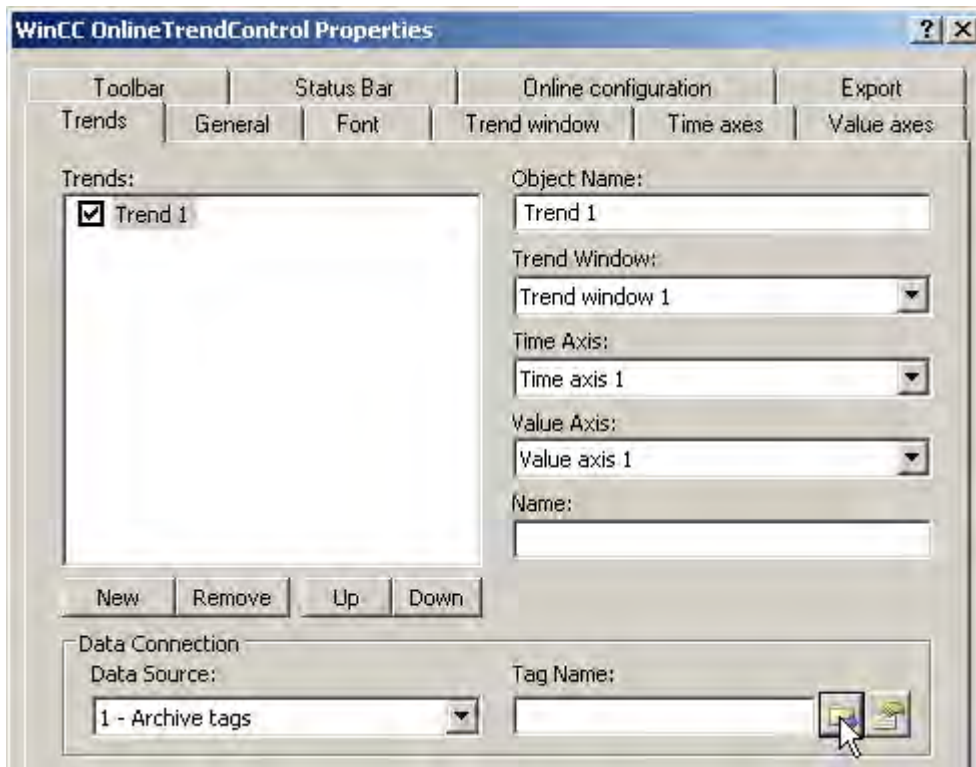 WinCC OnlineTrendControl Properties
Toolbar Status Bar Online configuration Export
Trends General Font Trend window Time axes Value axes
Trends:
Trend 1
Object Name:
Trend 1
Trend Window:
Trend window 1
Time Axis:
Time axis 1
Value Axis:
Value axis 1
Name:
New Remove Up Down
Data Connection
Data Source:
1 - Archive tags
Tag Name: